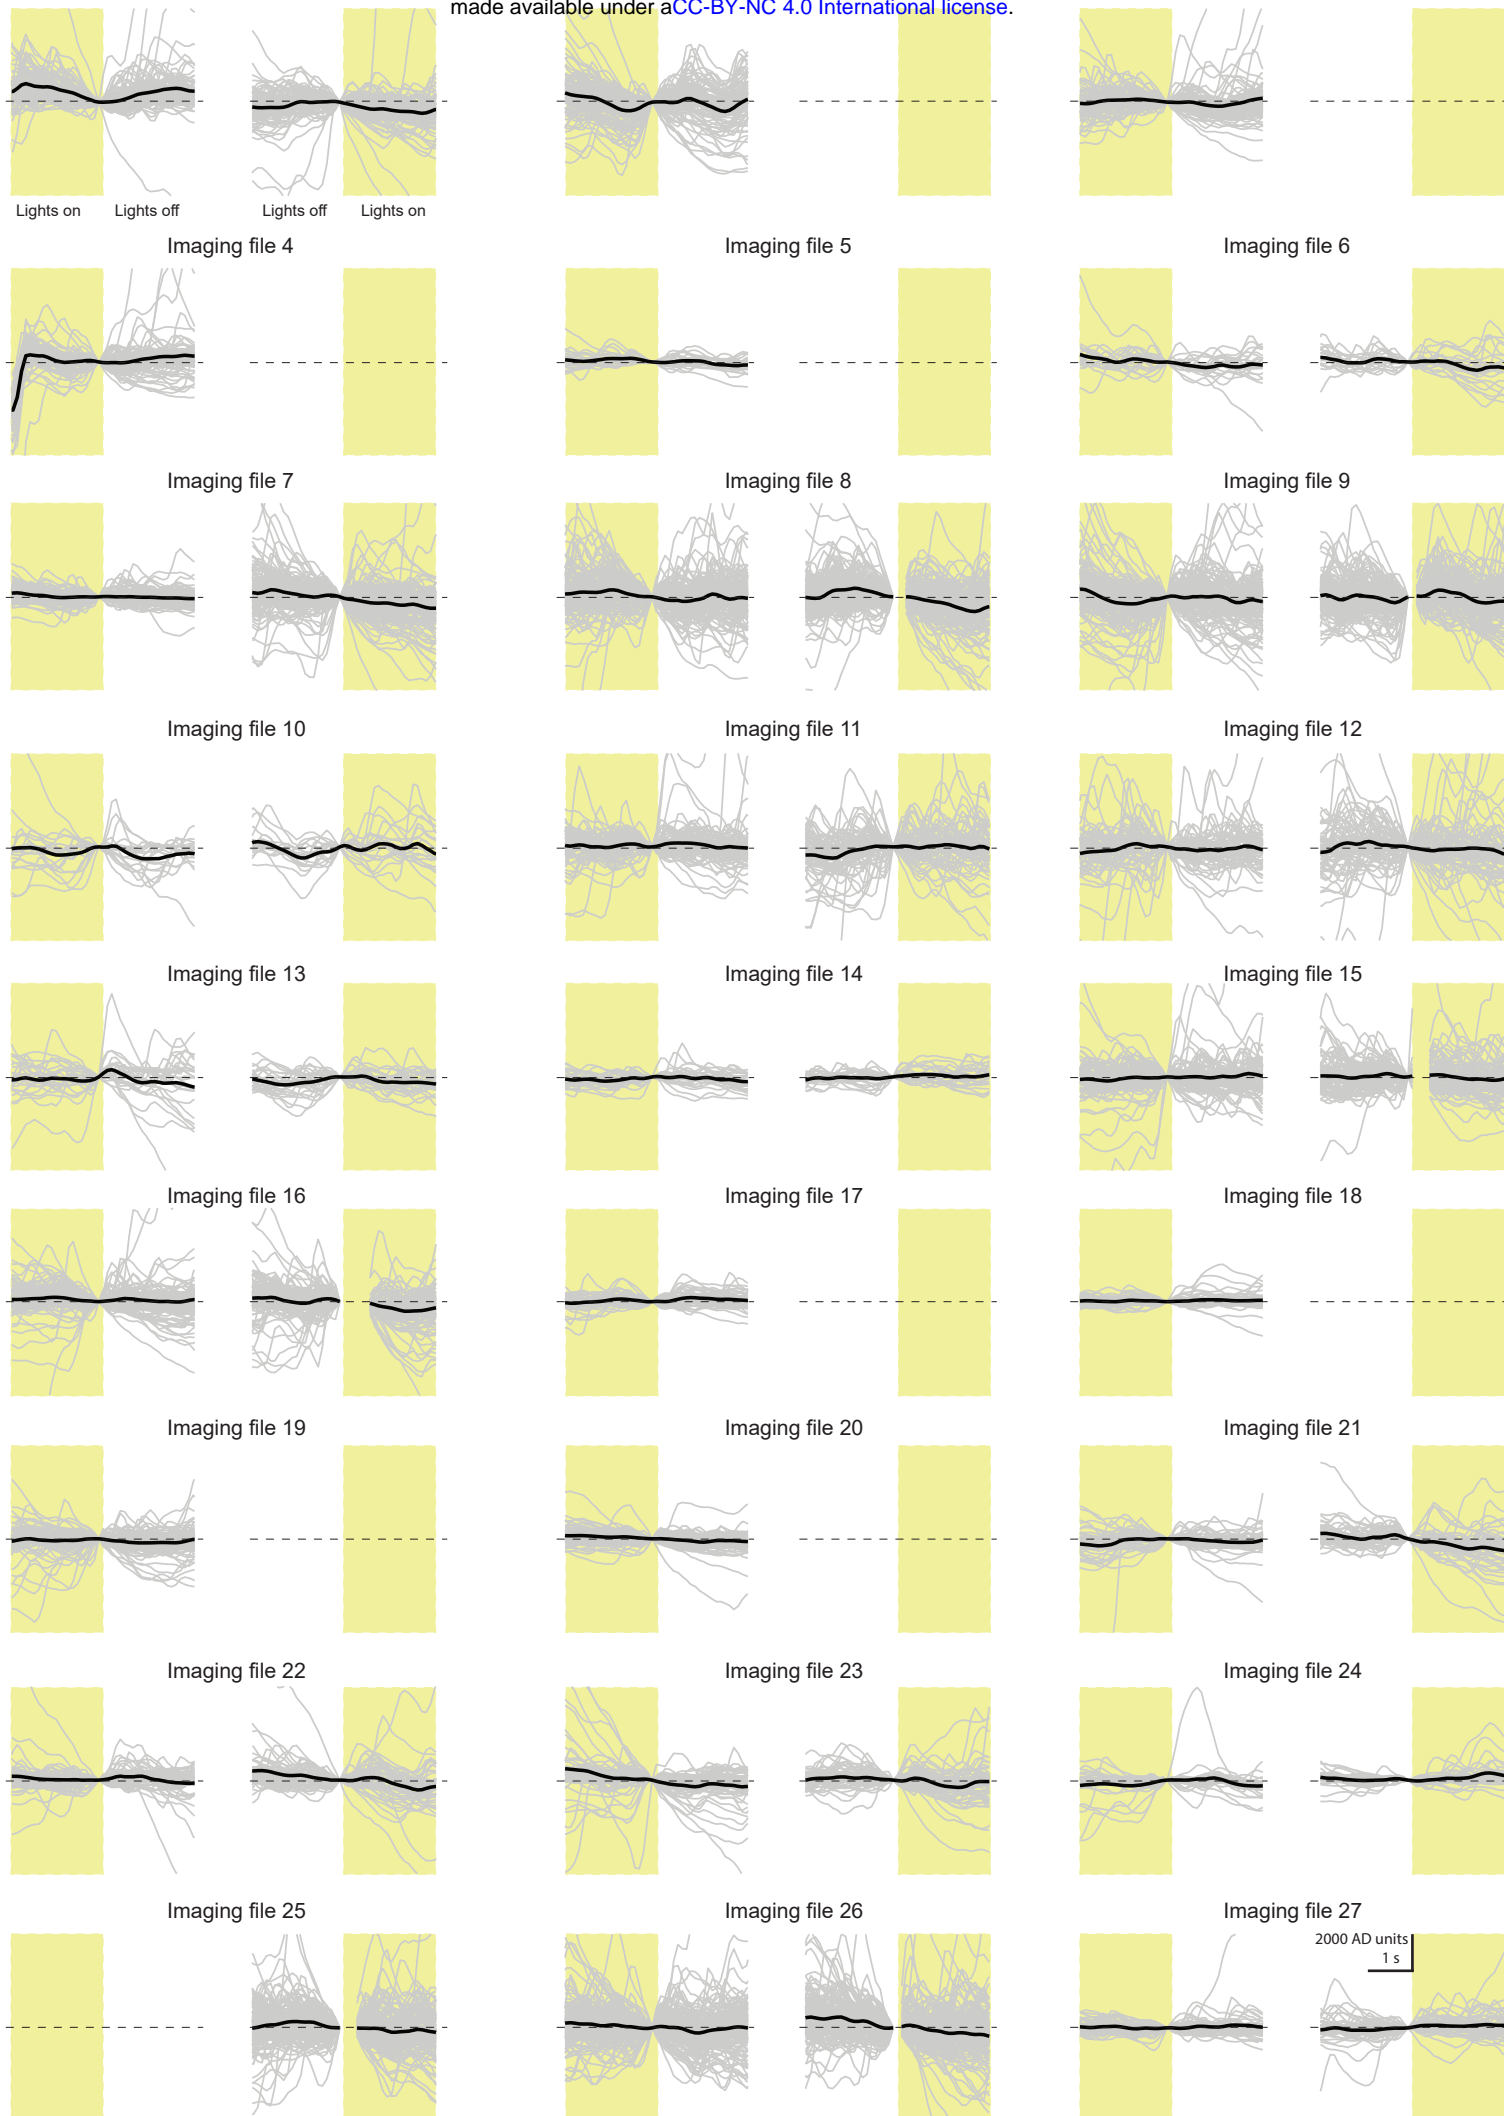 made available under aCC-BY-NC 4.0 International license.
Lights on Lights off Lights off Lights on
Imaging file 4 Imaging file 5 Imaging file 6
Imaging file 7 Imaging file 8 Imaging file 9
Imaging file 10 Imaging file 11 Imaging file 12
Imaging file 13 Imaging file 14 Imaging file 15
Imaging file 16 Imaging file 17 Imaging file 18
Imaging file 19 Imaging file 20 Imaging file 21
Imaging file 22 Imaging file 23 Imaging file 24
Imaging file 25 Imaging file 26 Imaging file 27
2000 AD units
1 s